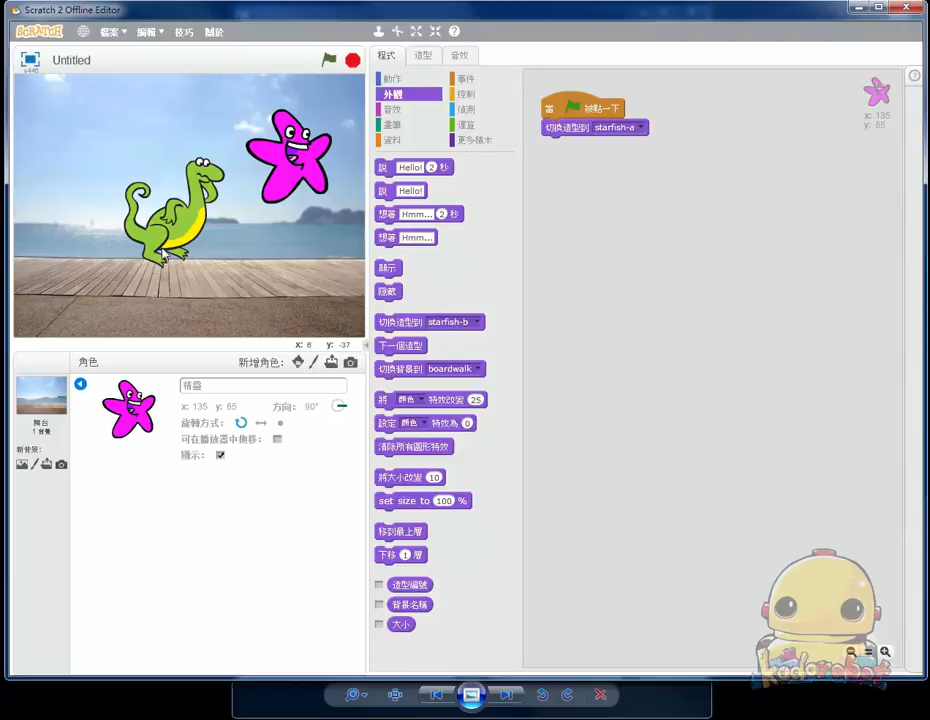 Scratch 2 Offline Editor
SCRATCH 檔案 編輯 技巧 關於
v446
Untitled
程式 造型 音效
動作 事件
外觀 控制
音效 偵測
畫筆 運算
資料 更多積木
說 Hello! 2 秒
說 Hello!
想著 Hmm... 2 秒
想著 Hmm...
顯示
隱藏
切換造型到 starfish-b
下一個造型
切換背景到 boardwalk
將 顏色 特效改變 25
設定 顏色 特效為 0
清除所有圖形特效
將大小改變 10
set size to 100 %
移到最上層
下移 1 層
造型編號
背景名稱
大小
當 被點一下
切換造型到 starfish-a
x: 135
y: 65
x: 6 y: -37
角色 新增角色:
舞台
1 背景
新背景:
精靈
x: 135 y: 65 方向: 90°
旋轉方式:
可在播放器中拖移:
顯示:
kodorobot